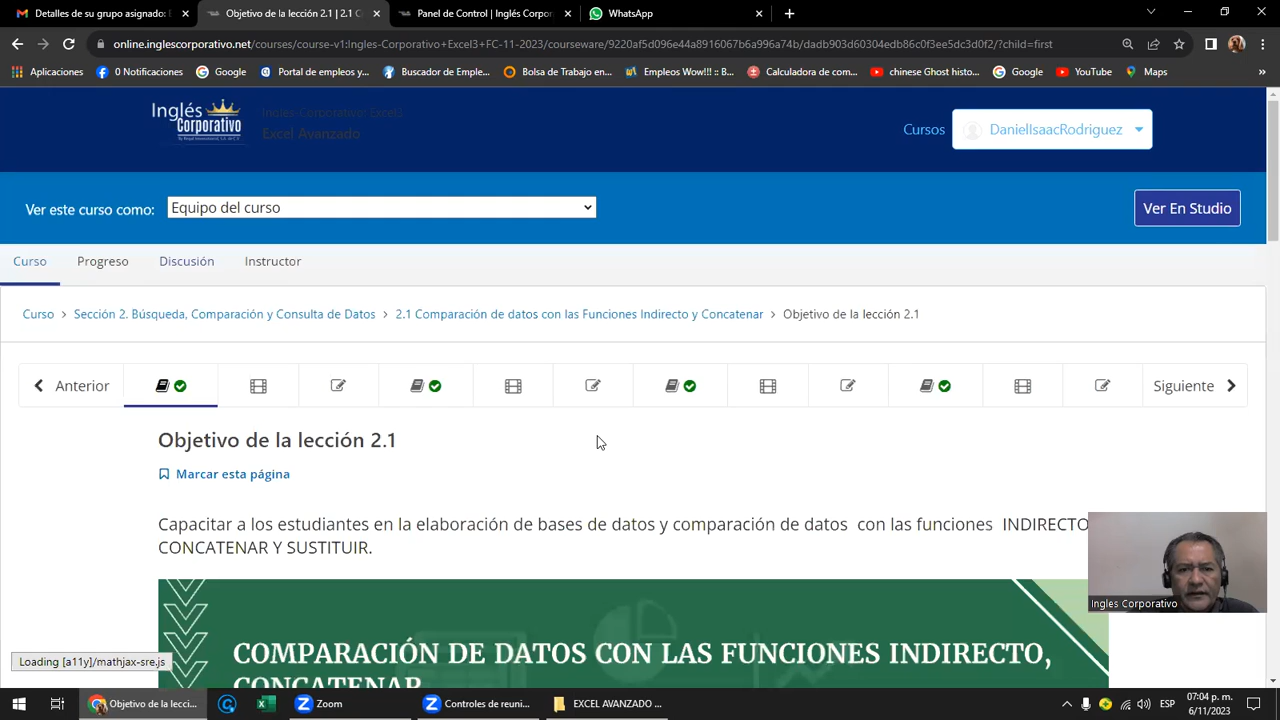 Detalles de su grupo asignado: E
Objetivo de la lección 2.1 | 2.1 C
Panel de Control | Inglés Corpor
WhatsApp
online.inglescorporativo.net/courses/course-v1:Ingles-Corporativo+Excel3+FC-11-2023/courseware/9220af5d096e44a8916067b6a996a74b/dadb903d60304edb86c0f3ee5dc3d0f2/?child=first
Aplicaciones
0 Notificaciones
Google
Portal de empleos y...
Buscador de Emple...
Bolsa de Trabajo en...
Empleos Wow!!! :: B...
Calculadora de com...
chinese Ghost histo...
Google
YouTube
Maps
Inglés
Corporativo
Ingles-Corporativo: Excel3
Excel Avanzado
Cursos
DanielIsaacRodriguez
Ver este curso como:
Equipo del curso
Ver En Studio
Curso
Progreso
Discusión
Instructor
Curso > Sección 2. Búsqueda, Comparación y Consulta de Datos > 2.1 Comparación de datos con las Funciones Indirecto y Concatenar > Objetivo de la lección 2.1
Anterior
Siguiente
Objetivo de la lección 2.1
Marcar esta página
Capacitar a los estudiantes en la elaboración de bases de datos y comparación de datos con las funciones INDIRECTO
CONCATENAR Y SUSTITUIR.
Ingles Corporativo
COMPARACIÓN DE DATOS CON LAS FUNCIONES INDIRECTO,
CONCATENAR
Loading [a11y]/mathjax-sre.js
Objetivo de la lecci...
Zoom
Controles de reuni...
EXCEL AVANZADO ...
ESP
07:04 p. m.
6/11/2023